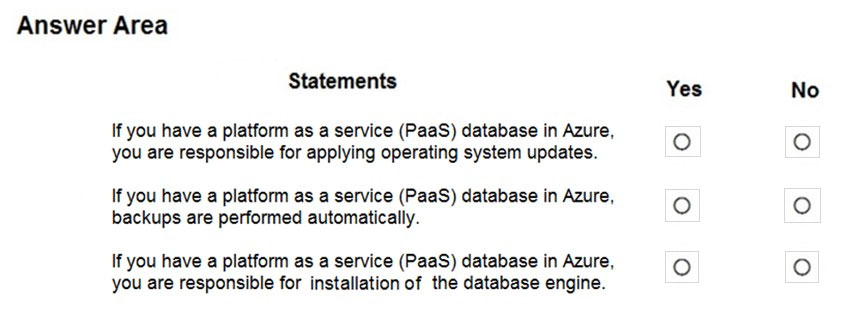 Answer Area
Statements
Yes
No
If you have a platform as a service (PaaS) database in Azure,
you are responsible for applying operating system updates.
If you have a platform as a service (PaaS) database in Azure,
backups are performed automatically.
If you have a platform as a service (PaaS) database in Azure,
you are responsible for installation of the database engine.